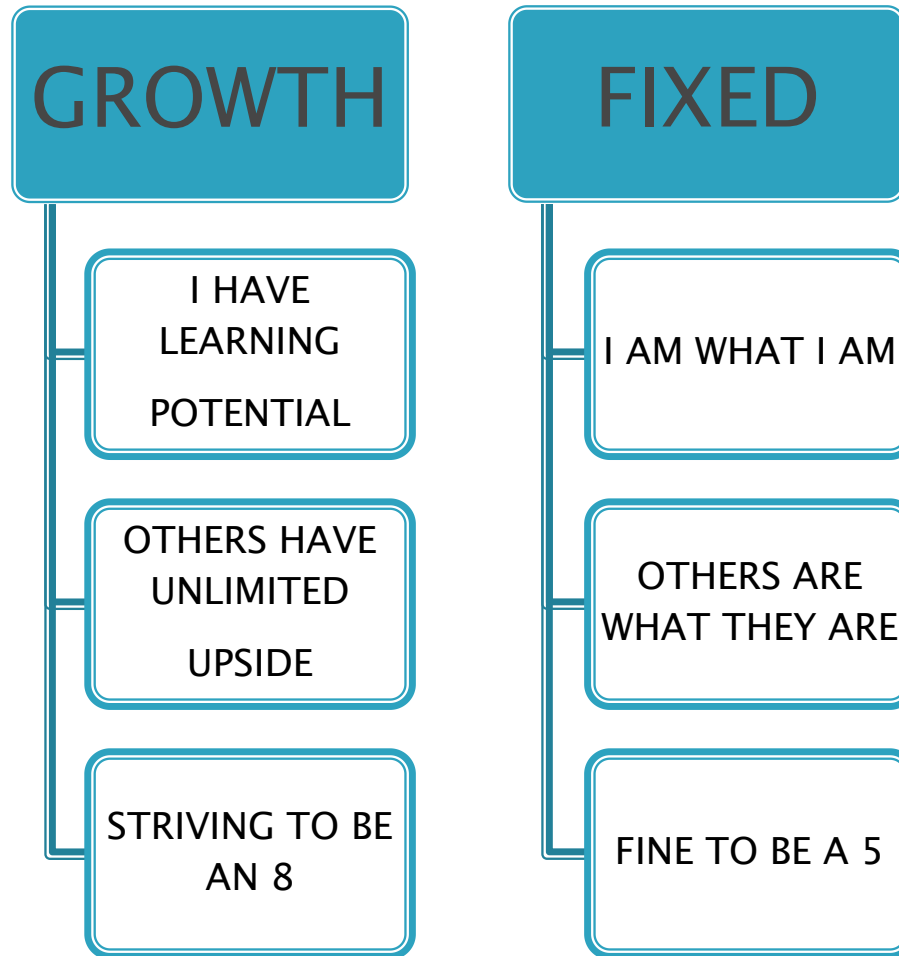 GROWTH
I HAVE
LEARNING
POTENTIAL
OTHERS HAVE
UNLIMITED
UPSIDE
STRIVING TO BE
AN 8
FIXED
I AM WHAT I AM
OTHERS ARE
WHAT THEY ARE
FINE TO BE A 5